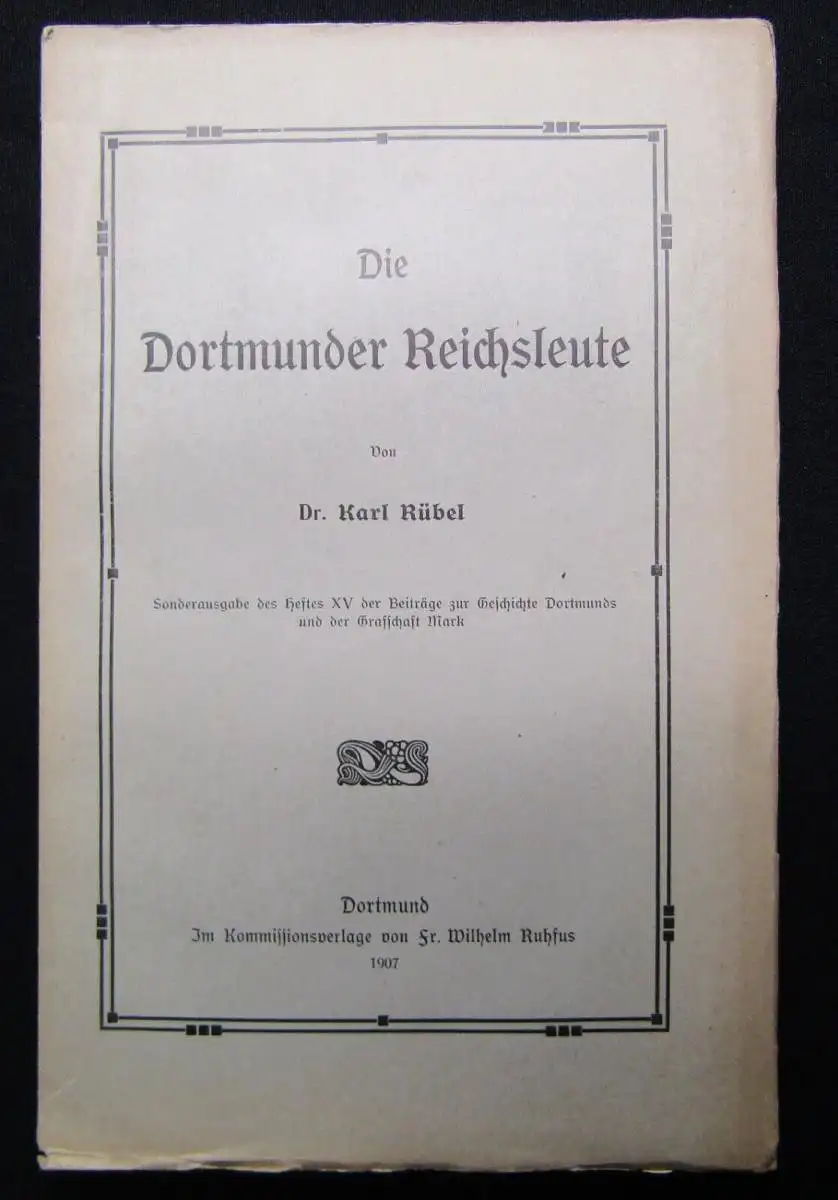 Die
Dortmunder Reichsleute
Von
Dr. Karl Rübel
Sonderausgabe des Heftes XV der Beiträge zur Geschichte Dortmunds
und der Grafschaft Mark
Dortmund
Im Kommissionsverlage von Fr. Wilhelm Ruhfus
1907